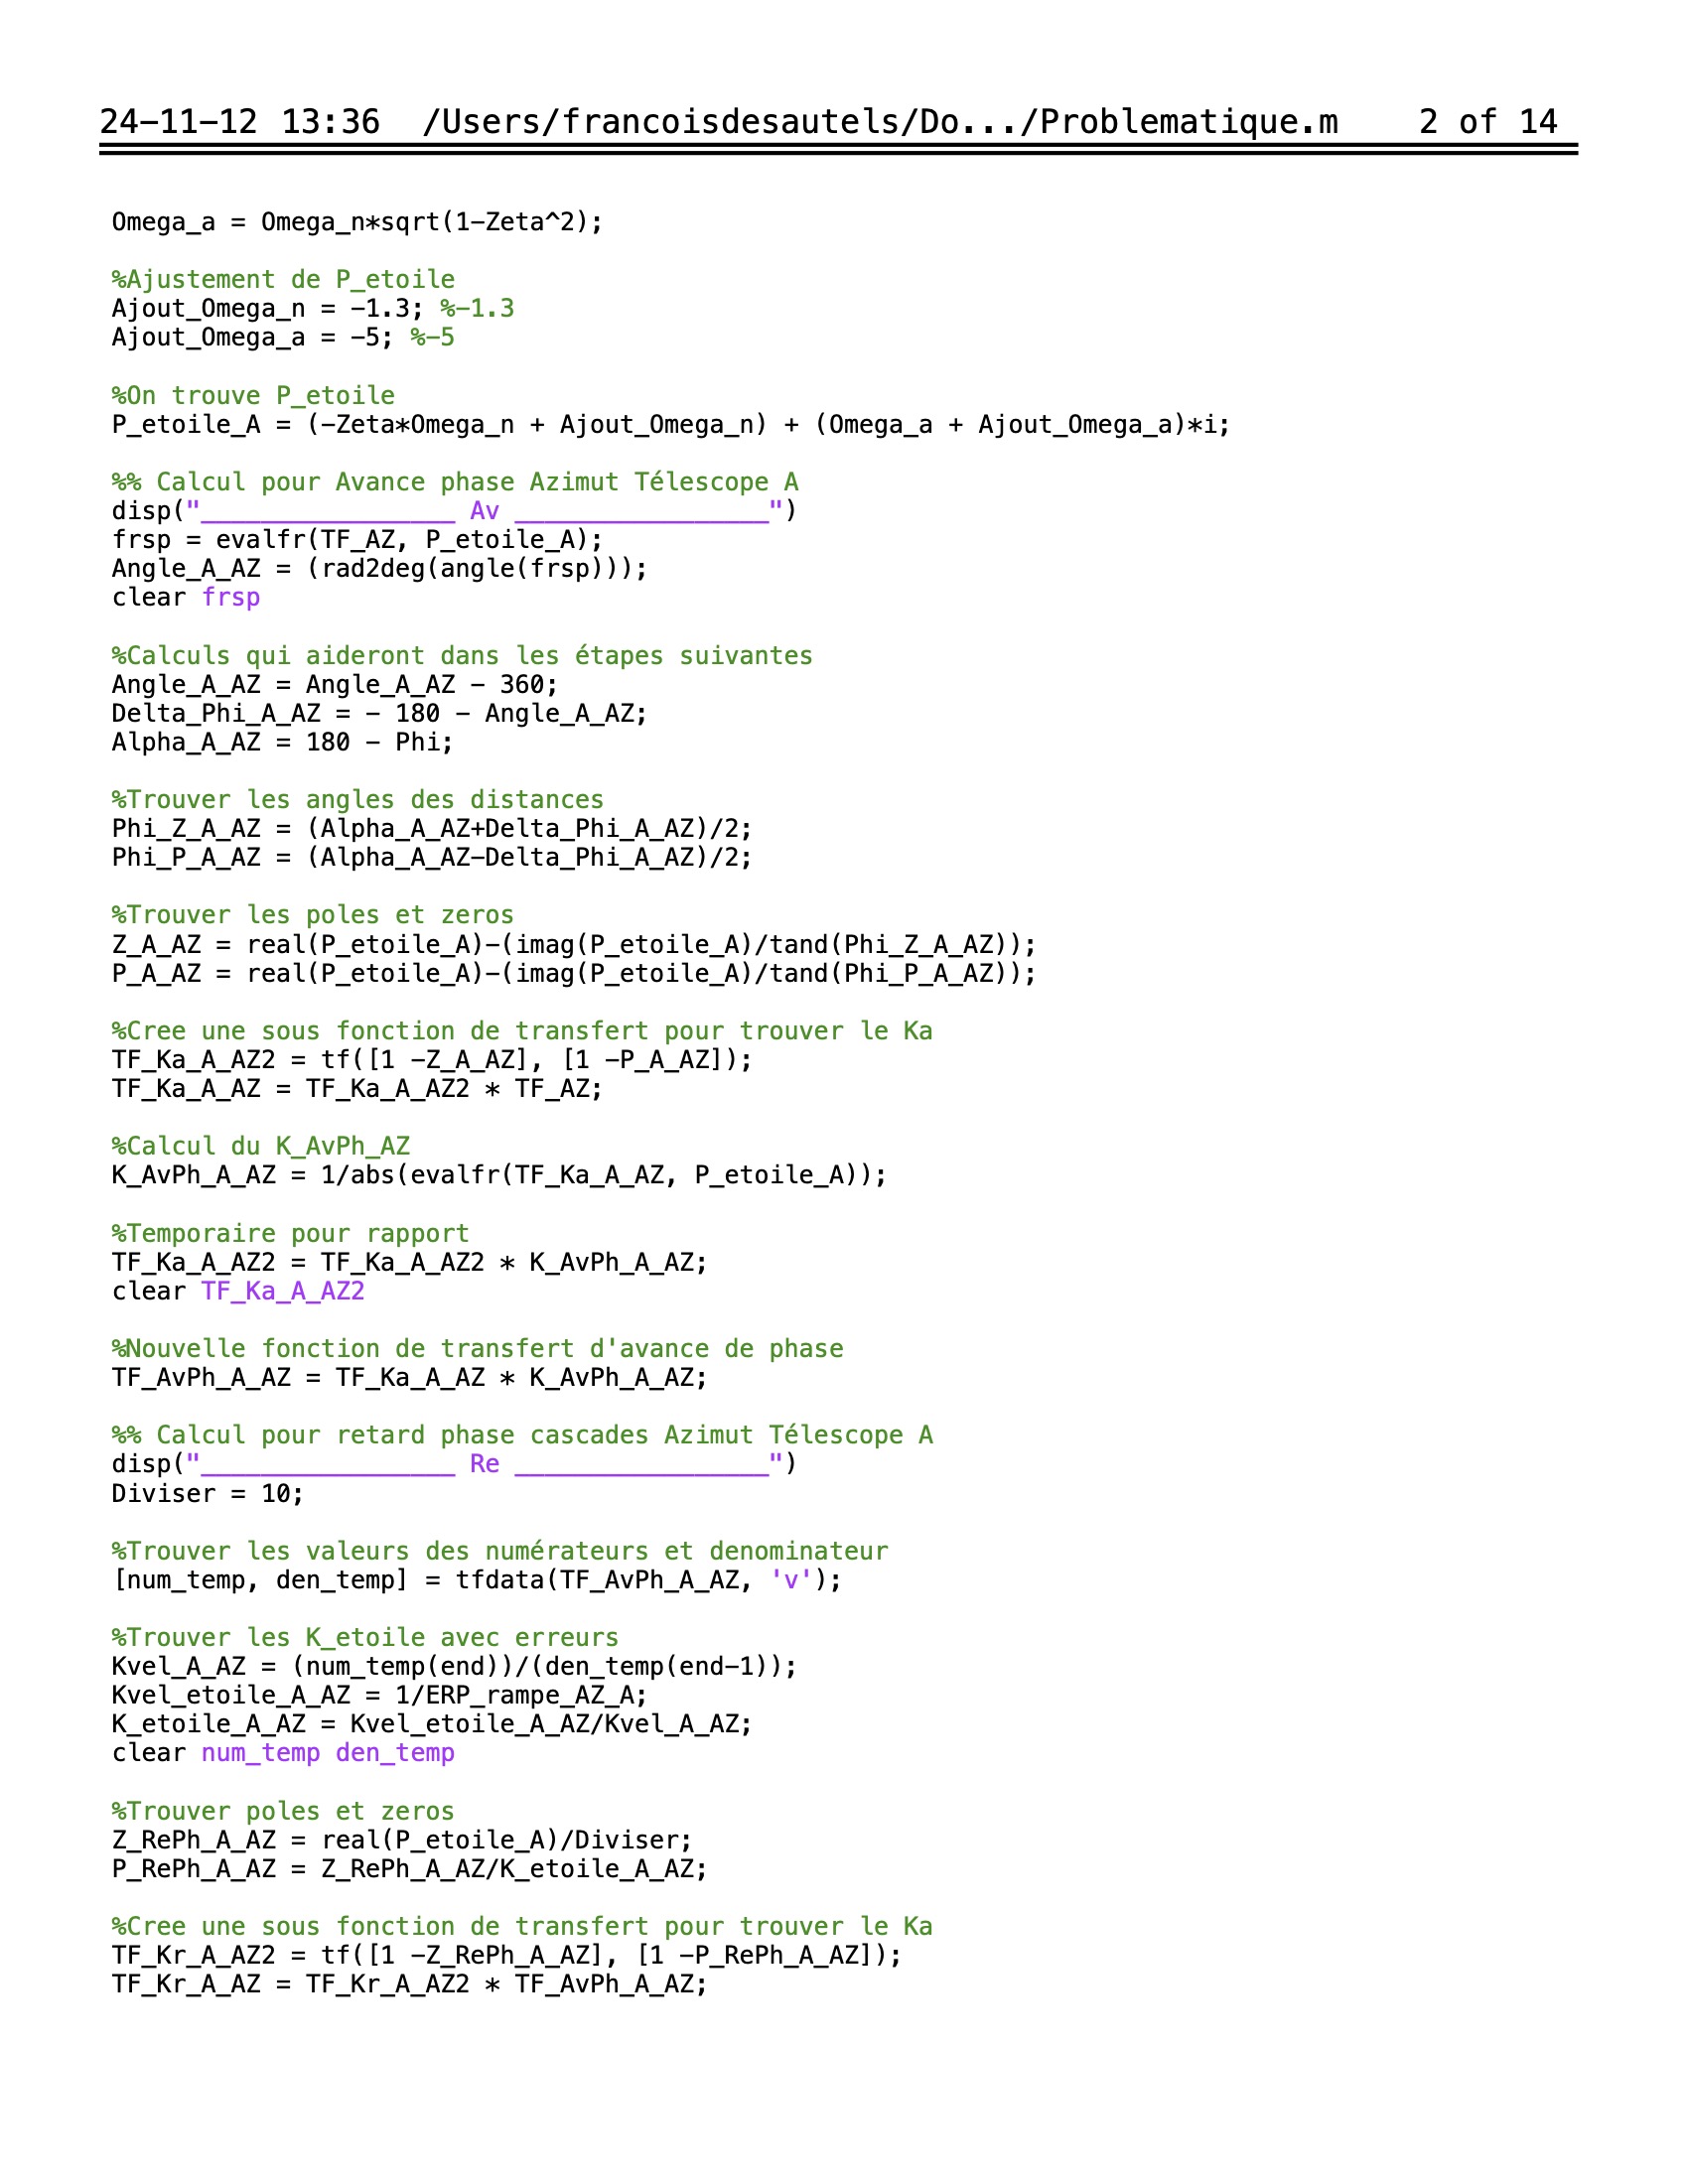 24-11-12 13:36 /Users/francoisdesautels/Do.../Problematique.m 2 of 14
Omega_a = Omega_n*sqrt(1-Zeta^2);
%Ajustement de P_etoile
Ajout_Omega_n = -1.3; %-1.3
Ajout_Omega_a = -5; %-5
%On trouve P_etoile
P_etoile_A = (-Zeta*Omega_n + Ajout_Omega_n) + (Omega_a + Ajout_Omega_a)*i;
%% Calcul pour Avance phase Azimut Télescope A
disp("_________________ Av _________________")
frsp = evalfr(TF_AZ, P_etoile_A);
Angle_A_AZ = (rad2deg(angle(frsp)));
clear frsp
%Calculs qui aideront dans les étapes suivantes
Angle_A_AZ = Angle_A_AZ - 360;
Delta_Phi_A_AZ = - 180 - Angle_A_AZ;
Alpha_A_AZ = 180 - Phi;
%Trouver les angles des distances
Phi_Z_A_AZ = (Alpha_A_AZ+Delta_Phi_A_AZ)/2;
Phi_P_A_AZ = (Alpha_A_AZ-Delta_Phi_A_AZ)/2;
%Trouver les poles et zeros
Z_A_AZ = real(P_etoile_A)-(imag(P_etoile_A)/tand(Phi_Z_A_AZ));
P_A_AZ = real(P_etoile_A)-(imag(P_etoile_A)/tand(Phi_P_A_AZ));
%Cree une sous fonction de transfert pour trouver le Ka
TF_Ka_A_AZ2 = tf([1 -Z_A_AZ], [1 -P_A_AZ]);
TF_Ka_A_AZ = TF_Ka_A_AZ2 * TF_AZ;
%Calcul du K_AvPh_AZ
K_AvPh_A_AZ = 1/abs(evalfr(TF_Ka_A_AZ, P_etoile_A));
%Temporaire pour rapport
TF_Ka_A_AZ2 = TF_Ka_A_AZ2 * K_AvPh_A_AZ;
clear TF_Ka_A_AZ2
%Nouvelle fonction de transfert d'avance de phase
TF_AvPh_A_AZ = TF_Ka_A_AZ * K_AvPh_A_AZ;
%% Calcul pour retard phase cascades Azimut Télescope A
disp("_________________ Re _________________")
Diviser = 10;
%Trouver les valeurs des numérateurs et denominateur
[num_temp, den_temp] = tfdata(TF_AvPh_A_AZ, 'v');
%Trouver les K_etoile avec erreurs
Kvel_A_AZ = (num_temp(end))/(den_temp(end-1));
Kvel_etoile_A_AZ = 1/ERP_rampe_AZ_A;
K_etoile_A_AZ = Kvel_etoile_A_AZ/Kvel_A_AZ;
clear num_temp den_temp
%Trouver poles et zeros
Z_RePh_A_AZ = real(P_etoile_A)/Diviser;
P_RePh_A_AZ = Z_RePh_A_AZ/K_etoile_A_AZ;
%Cree une sous fonction de transfert pour trouver le Ka
TF_Kr_A_AZ2 = tf([1 -Z_RePh_A_AZ], [1 -P_RePh_A_AZ]);
TF_Kr_A_AZ = TF_Kr_A_AZ2 * TF_AvPh_A_AZ;